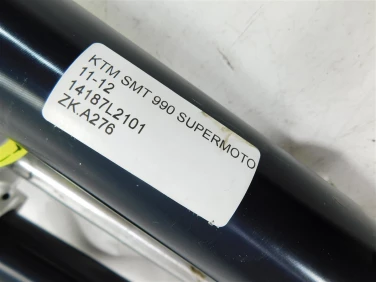 KTM SMT 990 SUPERMOTO
11-12
14187L2101
ZK.A276